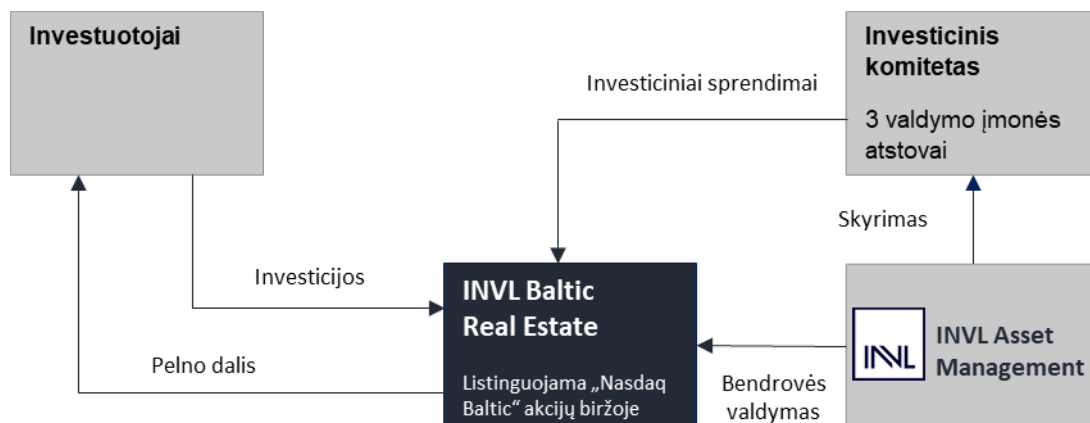 Investuotojai
Investicinis
komitetas
3 valdymo įmonės
atstovai
Investiciniai sprendimai
Skyrimas
Investicijos
Pelno dalis
INVL Baltic
Real Estate
Listinguojama „Nasdaq
Baltic“ akcijų biržoje
Bendrovės
valdymas
INVL
INVL Asset
Management